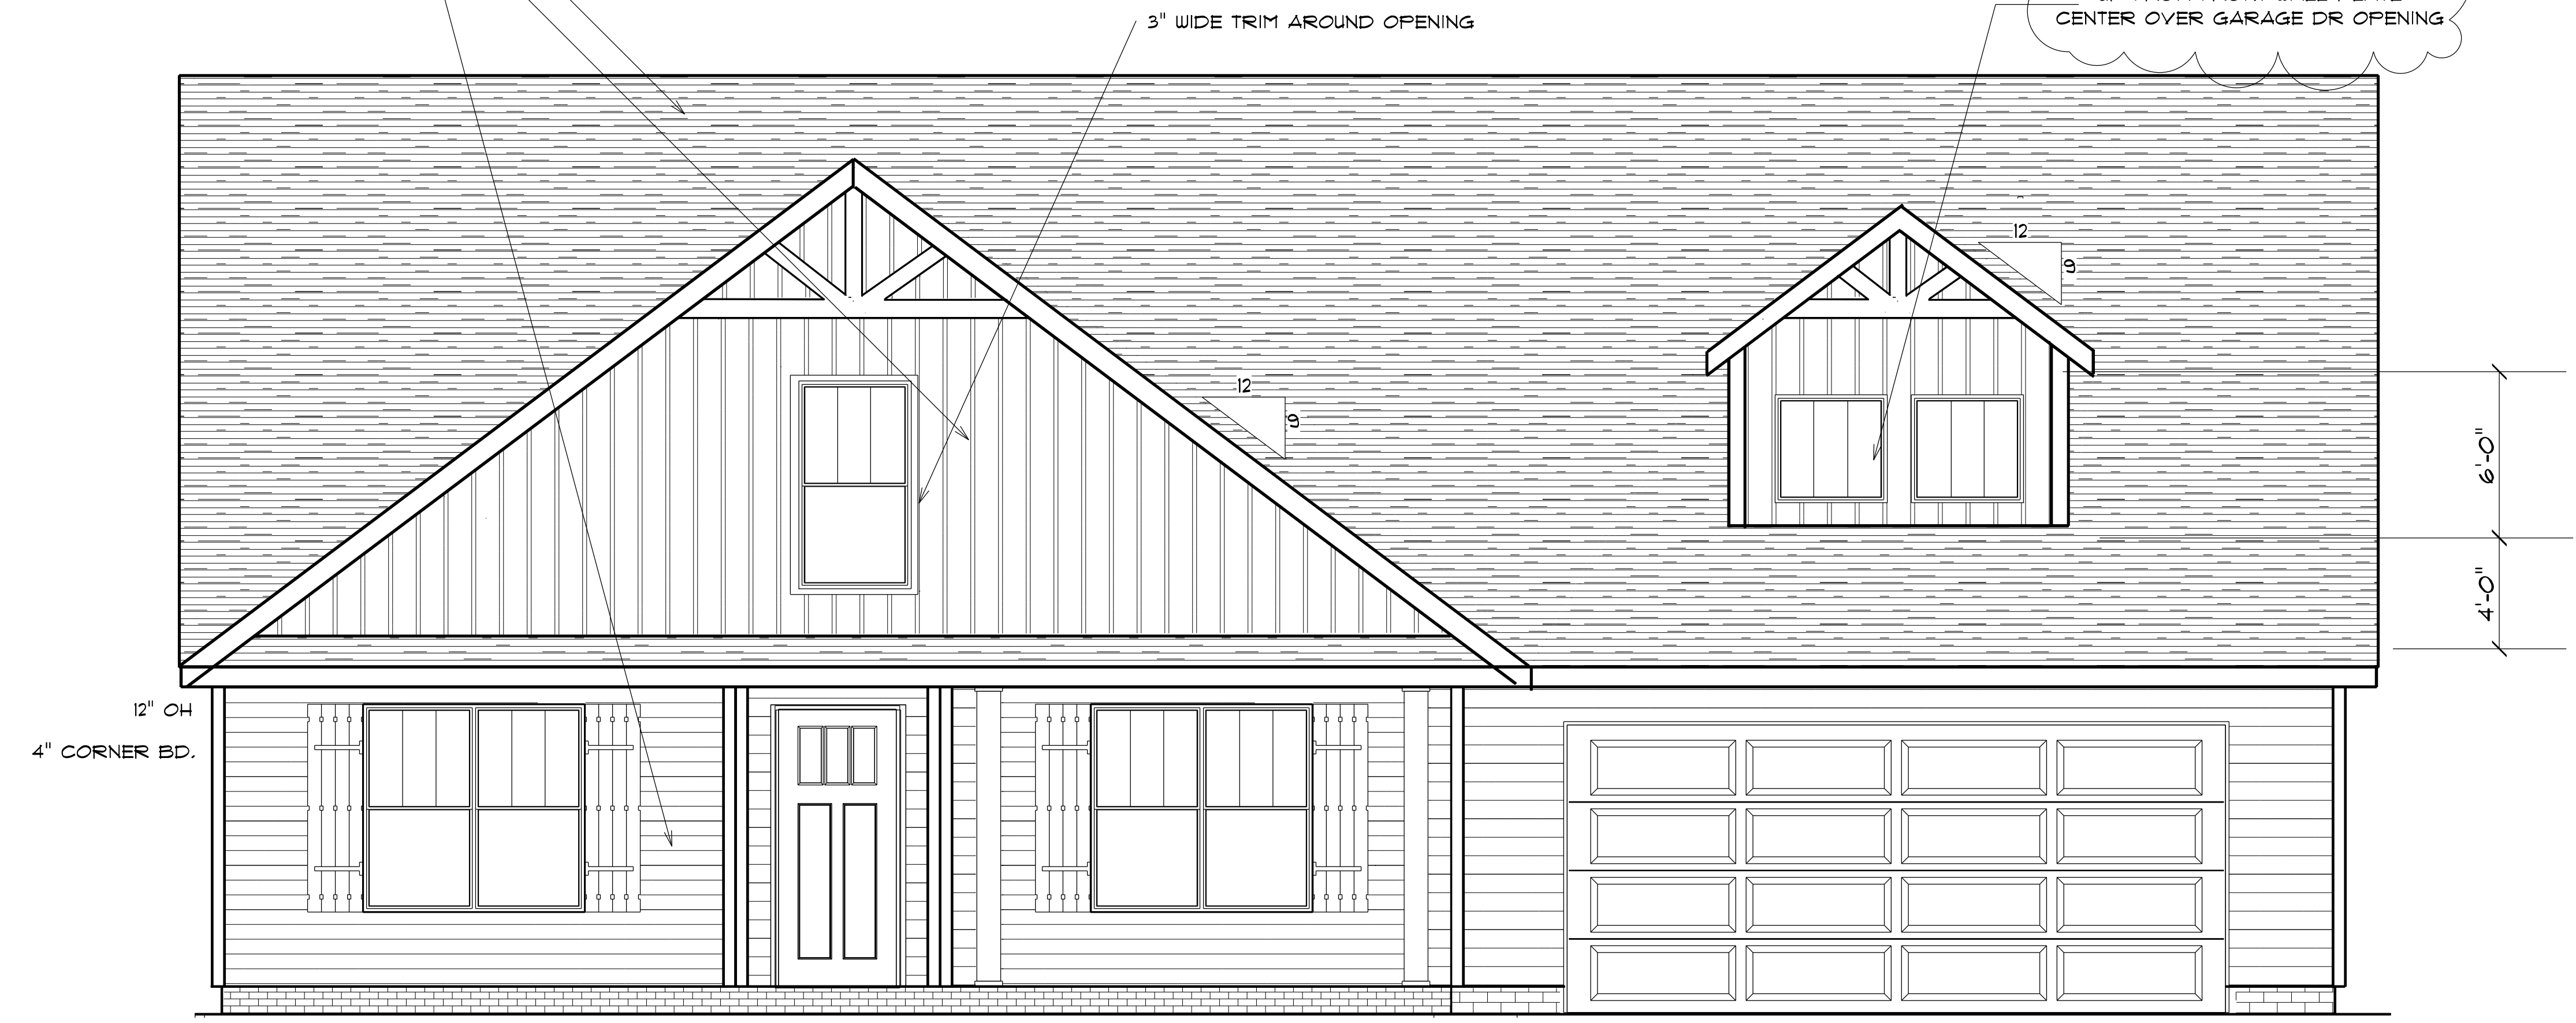 3" WIDE TRIM AROUND OPENING
CENTER OVER GARAGE DR OPENING
12
9
12
9
6'-0"
4'-0"
12" OH
4" CORNER BD.